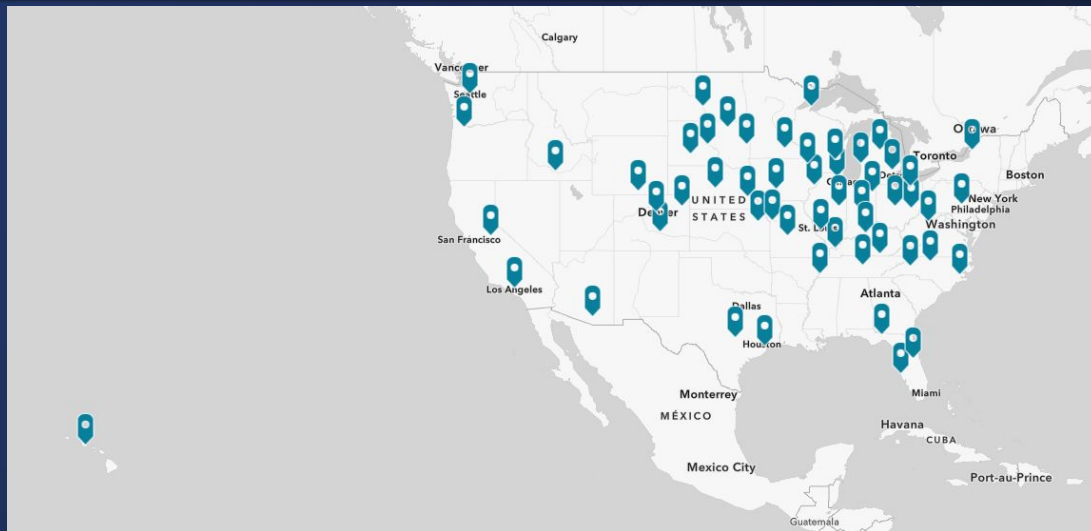 Calgary
Vancouver
Seattle
Ottawa
Toronto
Boston
Chicago
Detroit
New York
Philadelphia
Denver
UNITED
STATES
Washington
St. Louis
San Francisco
Los Angeles
Atlanta
Dallas
Houston
Monterrey
Miami
MÉXICO
Havana
CUBA
Mexico City
Port-au-Prince
Guatemala